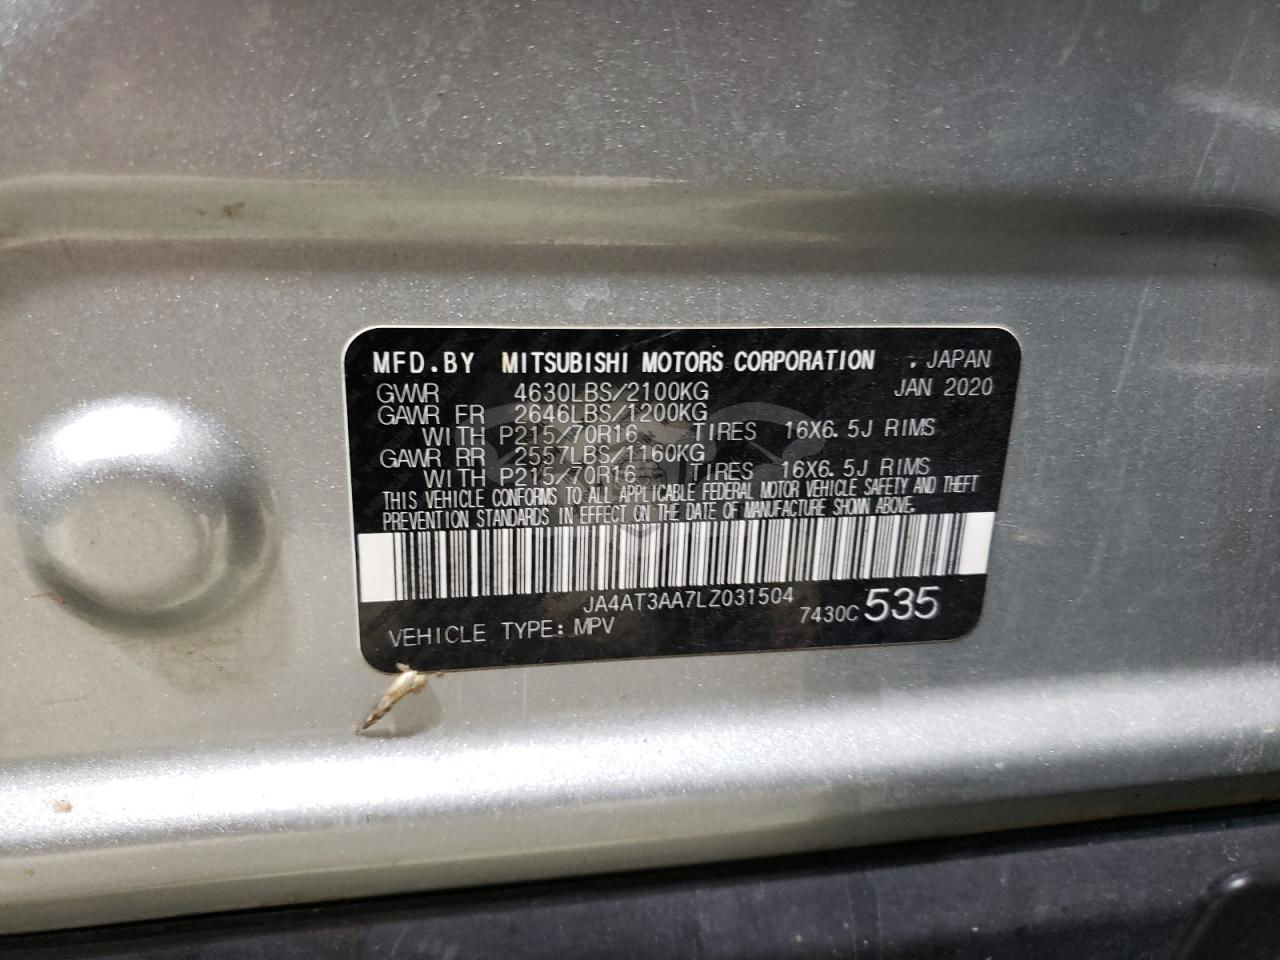 MFD.BY MITSUBISHI MOTORS CORPORATION . JAPAN
GVWR 4630LBS/2100KG JAN 2020
GAWR FR 2646LBS/1200KG
WITH P215/70R16 TIRES 16X6.5J RIMS
GAWR RR 2557LBS/1160KG
WITH P215/70R16 TIRES 16X6.5J RIMS
THIS VEHICLE CONFORMS TO ALL APPLICABLE FEDERAL MOTOR VEHICLE SAFETY AND THEFT
PREVENTION STANDARDS IN EFFECT ON THE DATE OF MANUFACTURE SHOWN ABOVE.
JA4AT3AA7LZ031504
VEHICLE TYPE: MPV 7430C 535